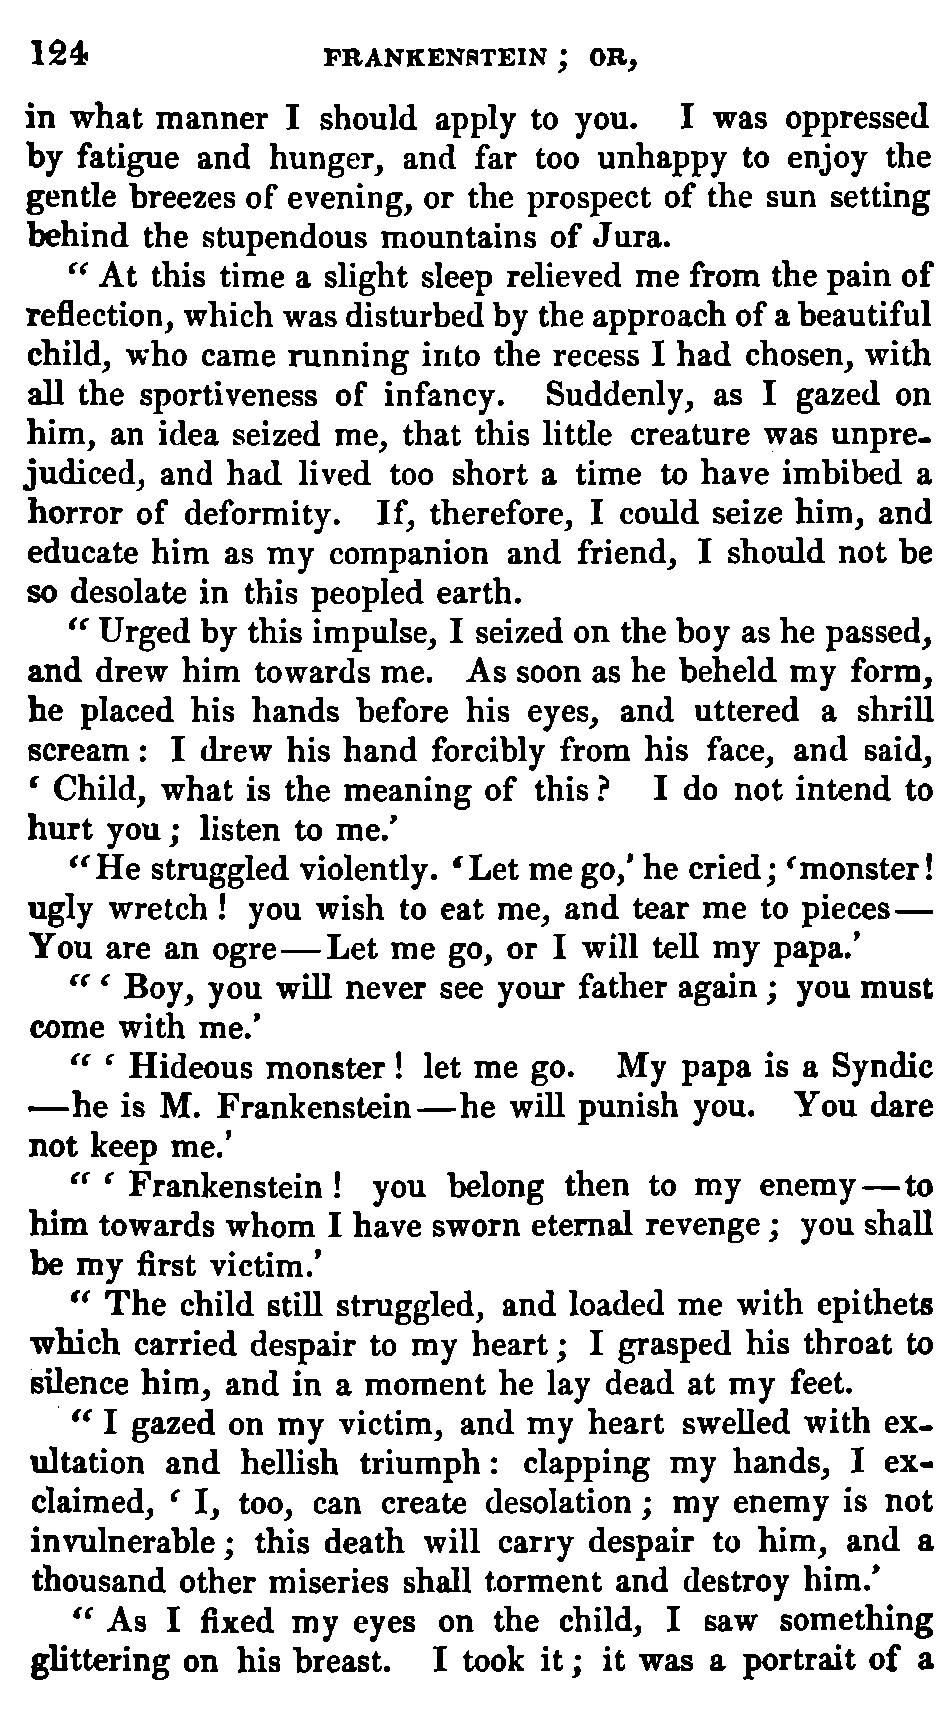 124 FRANKENSTEIN ; OR,
in what manner I should apply to you. I was oppressed
by fatigue and hunger, and far too unhappy to enjoy the
gentle breezes of evening, or the prospect of the sun setting
behind the stupendous mountains of Jura.
“ At this time a slight sleep relieved me from the pain of
reflection, which was disturbed by the approach of a beautiful
child, who came running into the recess I had chosen, with
all the sportiveness of infancy. Suddenly, as I gazed on
him, an idea seized me, that this little creature was unpre-
judiced, and had lived too short a time to have imbibed a
horror of deformity. If, therefore, I could seize him, and
educate him as my companion and friend, I should not be
so desolate in this peopled earth.
“ Urged by this impulse, I seized on the boy as he passed,
and drew him towards me. As soon as he beheld my form,
he placed his hands before his eyes, and uttered a shrill
scream : I drew his hand forcibly from his face, and said,
‘ Child, what is the meaning of this ? I do not intend to
hurt you ; listen to me.’
“ He struggled violently. ‘ Let me go,’ he cried ; ‘ monster !
ugly wretch ! you wish to eat me, and tear me to pieces—
You are an ogre—Let me go, or I will tell my papa.’
“ ‘ Boy, you will never see your father again ; you must
come with me.’
“ ‘ Hideous monster ! let me go. My papa is a Syndic
—he is M. Frankenstein—he will punish you. You dare
not keep me.’
“ ‘ Frankenstein ! you belong then to my enemy—to
him towards whom I have sworn eternal revenge ; you shall
be my first victim.’
“ The child still struggled, and loaded me with epithets
which carried despair to my heart ; I grasped his throat to
silence him, and in a moment he lay dead at my feet.
“ I gazed on my victim, and my heart swelled with ex-
ultation and hellish triumph : clapping my hands, I ex-
claimed, ‘ I, too, can create desolation ; my enemy is not
invulnerable ; this death will carry despair to him, and a
thousand other miseries shall torment and destroy him.’
“ As I fixed my eyes on the child, I saw something
glittering on his breast. I took it ; it was a portrait of a